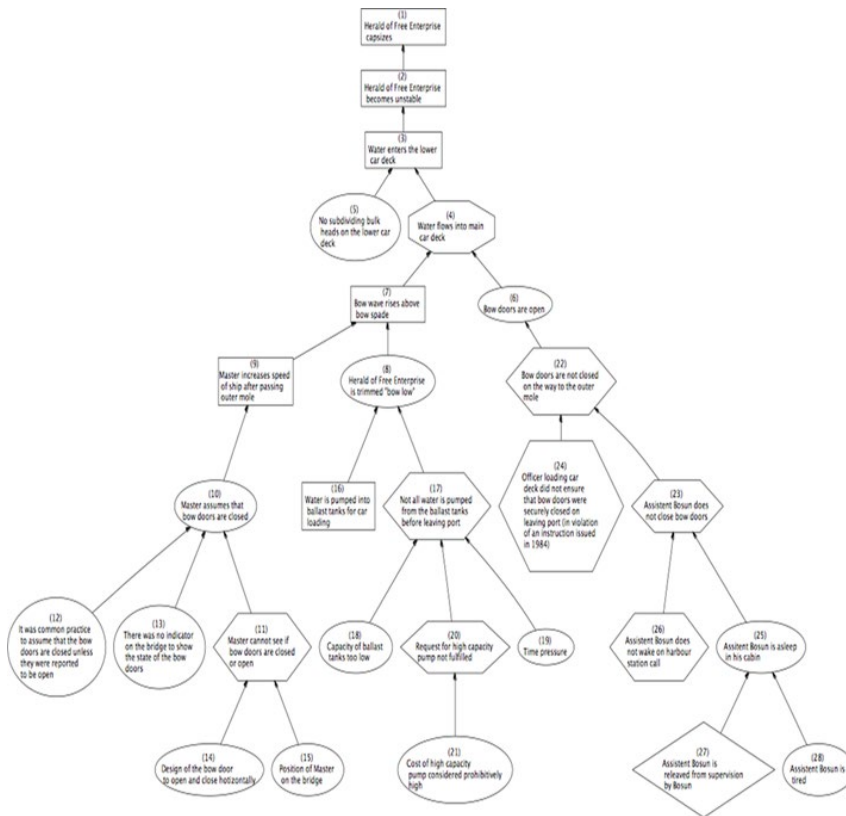 (1)
Herald of Free Enterprise
capsizes
(2)
Herald of Free Enterprise
becomes unstable
(3)
Water enters the lower
car deck
(5)
No subdividing bulk
heads on the lower car
deck
(4)
Water flows into main
car deck
(7)
Bow wave rises above
bow spade
(6)
Bow doors are open
(9)
Master increases speed
of ship after passing
outer mole
(8)
Herald of Free Enterprise
is trimmed "bow low"
(22)
Bow doors are not closed
on the way to the outer
mole
(10)
Master assumes that
bow doors are closed
(16)
Water is pumped into
ballast tanks for car
loading
(17)
Not all water is pumped
from the ballast tanks
before leaving port
(24)
Officer loading car
deck did not ensure
that bow doors were
securely closed on
leaving port (in violation
of an instruction issued
in 1984)
(23)
Assistent Bosun does
not close bow doors
(12)
It was common practice
to assume that the bow
doors are closed unless
they were reported
to be open
(13)
There was no indicator
on the bridge to show
the state of the bow
doors
(11)
Master cannot see if
bow doors are closed
or open
(18)
Capacity of ballast
tanks too low
(20)
Request for high capacity
pump not fulfilled
(19)
Time pressure
(26)
Assistent Bosun does
not wake on harbour
station call
(25)
Assitent Bosun is asleep
in his cabin
(14)
Design of the bow door
to open and close hotizontally
(15)
Position of Master
on the bridge
(21)
Cost of high capacity
pump considered prohibitively
high
(27)
Assistent Bosun is
releaved from supervision
by Bosun
(28)
Assistent Bosun is
tired